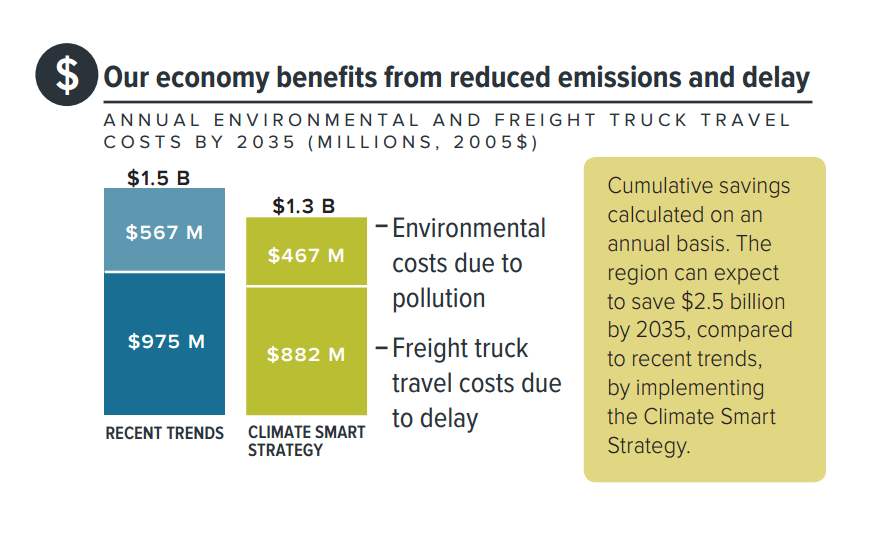 $
Our economy benefits from reduced emissions and delay
ANNUAL ENVIRONMENTAL AND FREIGHT TRUCK TRAVEL
COSTS BY 2035 (MILLIONS, 2005$)
$1.5 B
$567 M
$975 M
RECENT TRENDS
$1.3 B
$467 M
$882 M
CLIMATE SMART
STRATEGY
Environmental
costs due to
pollution
Freight truck
travel costs due
to delay
Cumulative savings
calculated on an
annual basis. The
region can expect
to save $2.5 billion
by 2035, compared
to recent trends,
by implementing
the Climate Smart
Strategy.